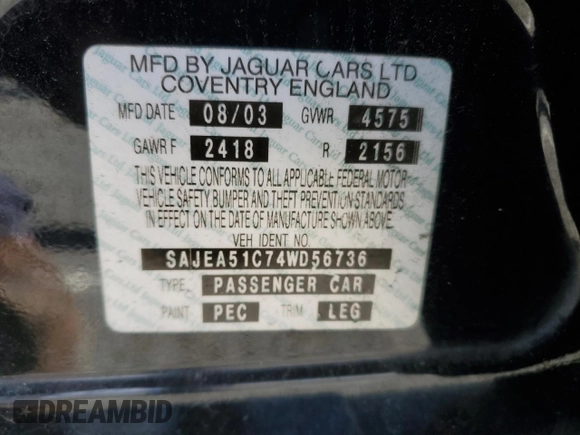 MFD BY JAGUAR CARS LTD
COVENTRY ENGLAND
MFD DATE 08/03 GVWR 4575
GAWR F 2418 R 2156
THIS VEHICLE CONFORMS TO ALL APPLICABLE FEDERAL MOTOR
VEHICLE SAFETY BUMPER AND THEFT PREVENTION STANDARDS
IN EFFECT ON THE DATE OF MANUFACTURE SHOWN ABOVE.
VEH IDENT NO.
SAJEA51C74WD56736
TYPE: PASSENGER CAR
PAINT PEC TRIM LEG
DREAMBID